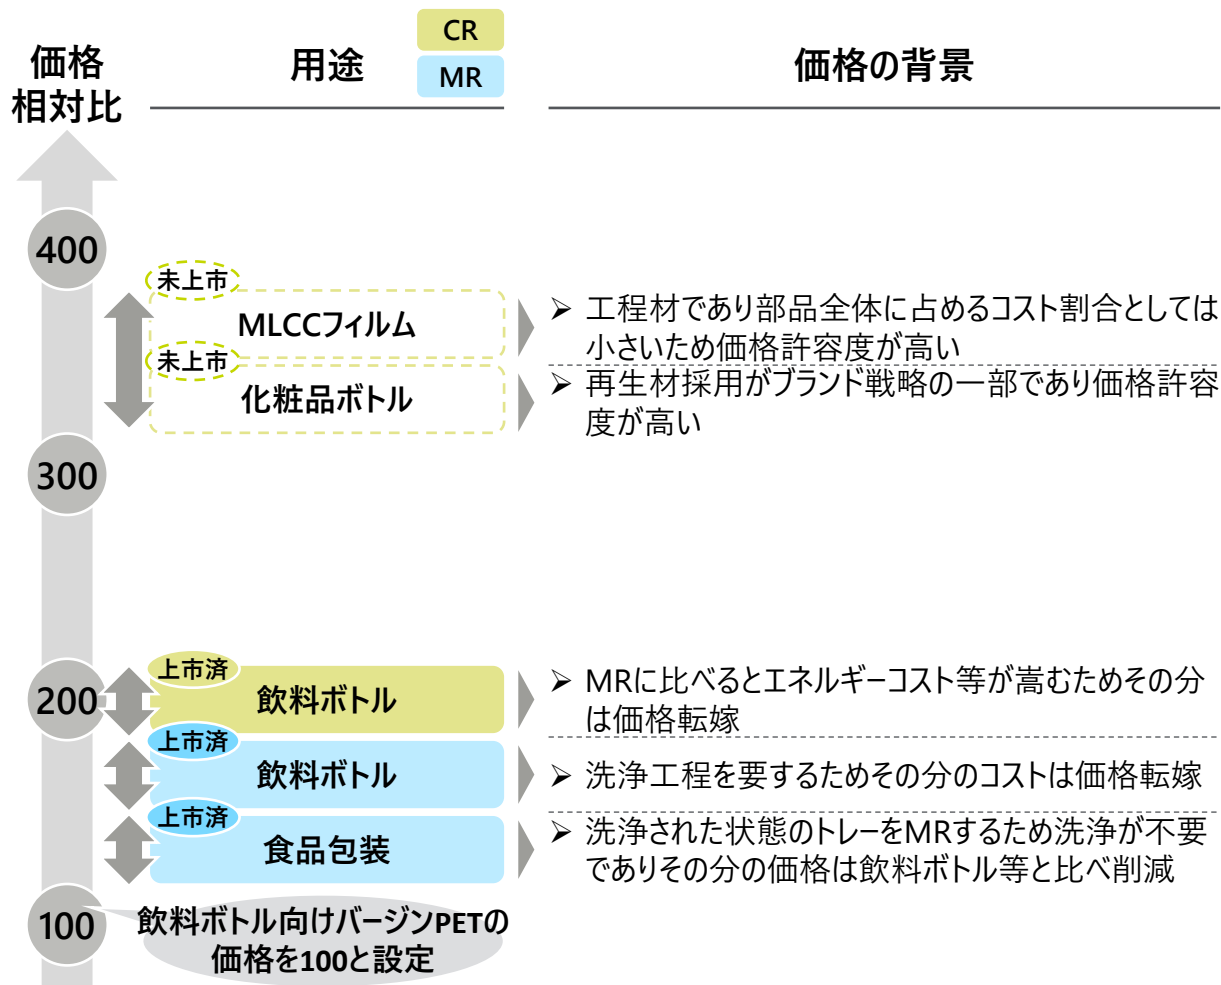 価格
相対比
用途
CR
MR
価格の背景
400
300
200
100
未上市
MLCCフィルム
➢ 工程材であり部品全体に占めるコスト割合としては
小さいため価格許容度が高い
未上市
化粧品ボトル
➢ 再生材採用がブランド戦略の一部であり価格許容
度が高い
上市済
飲料ボトル
➢ MRに比べるとエネルギーコスト等が嵩むためその分
は価格転嫁
上市済
飲料ボトル
➢ 洗浄工程を要するためその分のコストは価格転嫁
上市済
食品包装
➢ 洗浄された状態のトレーをMRするため洗浄が不要
でありその分の価格は飲料ボトル等と比べ削減
飲料ボトル向けバージンPETの
価格を100と設定